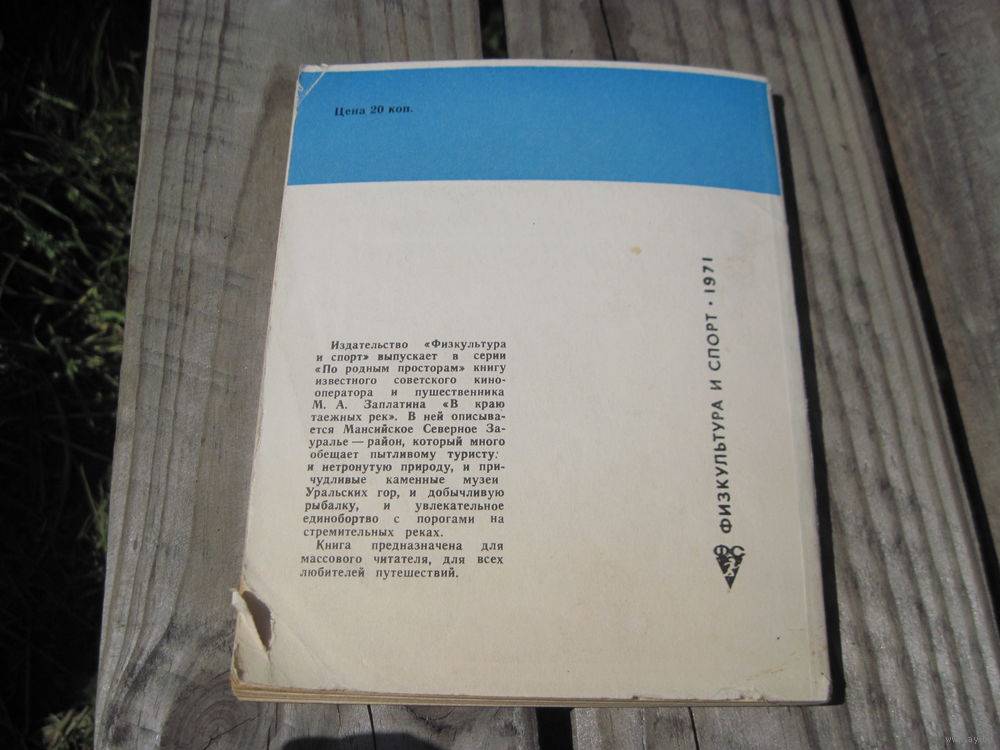 Цена 20 коп.
Издательство «Физкультура
и спорт» выпускает в серии
«По родным просторам» книгу
известного советского кино-
оператора и пушественника
М. А. Заплатина «В краю
таежных рек». В ней описыва-
ется Мансийское Северное За-
уралье — район, который много
обещает пытливому туристу:
и нетронутую природу, и при-
чудливые каменные музеи
Уральских гор, и добычливую
рыбалку, и увлекательное
единобортво с порогами на
стремительных реках.
Книга предназначена для
массового читателя, для всех
любителей путешествий.
ФИЗКУЛЬТУРА И СПОРТ · 1971